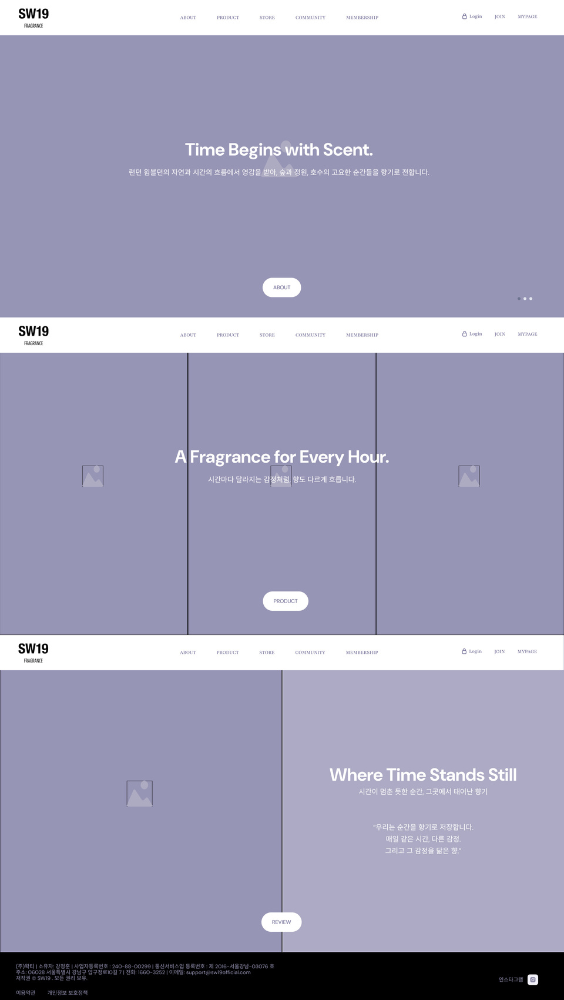 SW19
FRAGRANCE
ABOUT PRODUCT STORE COMMUNITY MEMBERSHIP
Login JOIN MYPAGE
Time Begins with Scent.
런던 윔블던의 자연과 시간의 흐름에서 영감을 받아, 숲과 정원, 호수의 고요한 순간들을 향기로 전합니다.
ABOUT
SW19
FRAGRANCE
ABOUT PRODUCT STORE COMMUNITY MEMBERSHIP
Login JOIN MYPAGE
A Fragrance for Every Hour.
시간마다 달라지는 감정처럼, 향도 다르게 흐릅니다.
PRODUCT
SW19
FRAGRANCE
ABOUT PRODUCT STORE COMMUNITY MEMBERSHIP
Login JOIN MYPAGE
Where Time Stands Still
시간이 멈춘 듯한 순간, 그곳에서 태어난 향기
“우리는 순간을 향기로 저장합니다.
매일 같은 시간, 다른 감정.
그리고 그 감정을 닮은 향.”
REVIEW
(주)왁티 | 소유자: 강정훈 | 사업자등록번호 : 240-88-00299 | 통신서비스업 등록번호 : 제 2016-서울강남-03076 호
주소: 06028 서울특별시 강남구 압구정로10길 7 | 전화: 1660-3252 | 이메일: support@sw19official.com
저작권 © SW19 . 모든 권리 보유.
인스타그램
이용약관 개인정보 보호정책